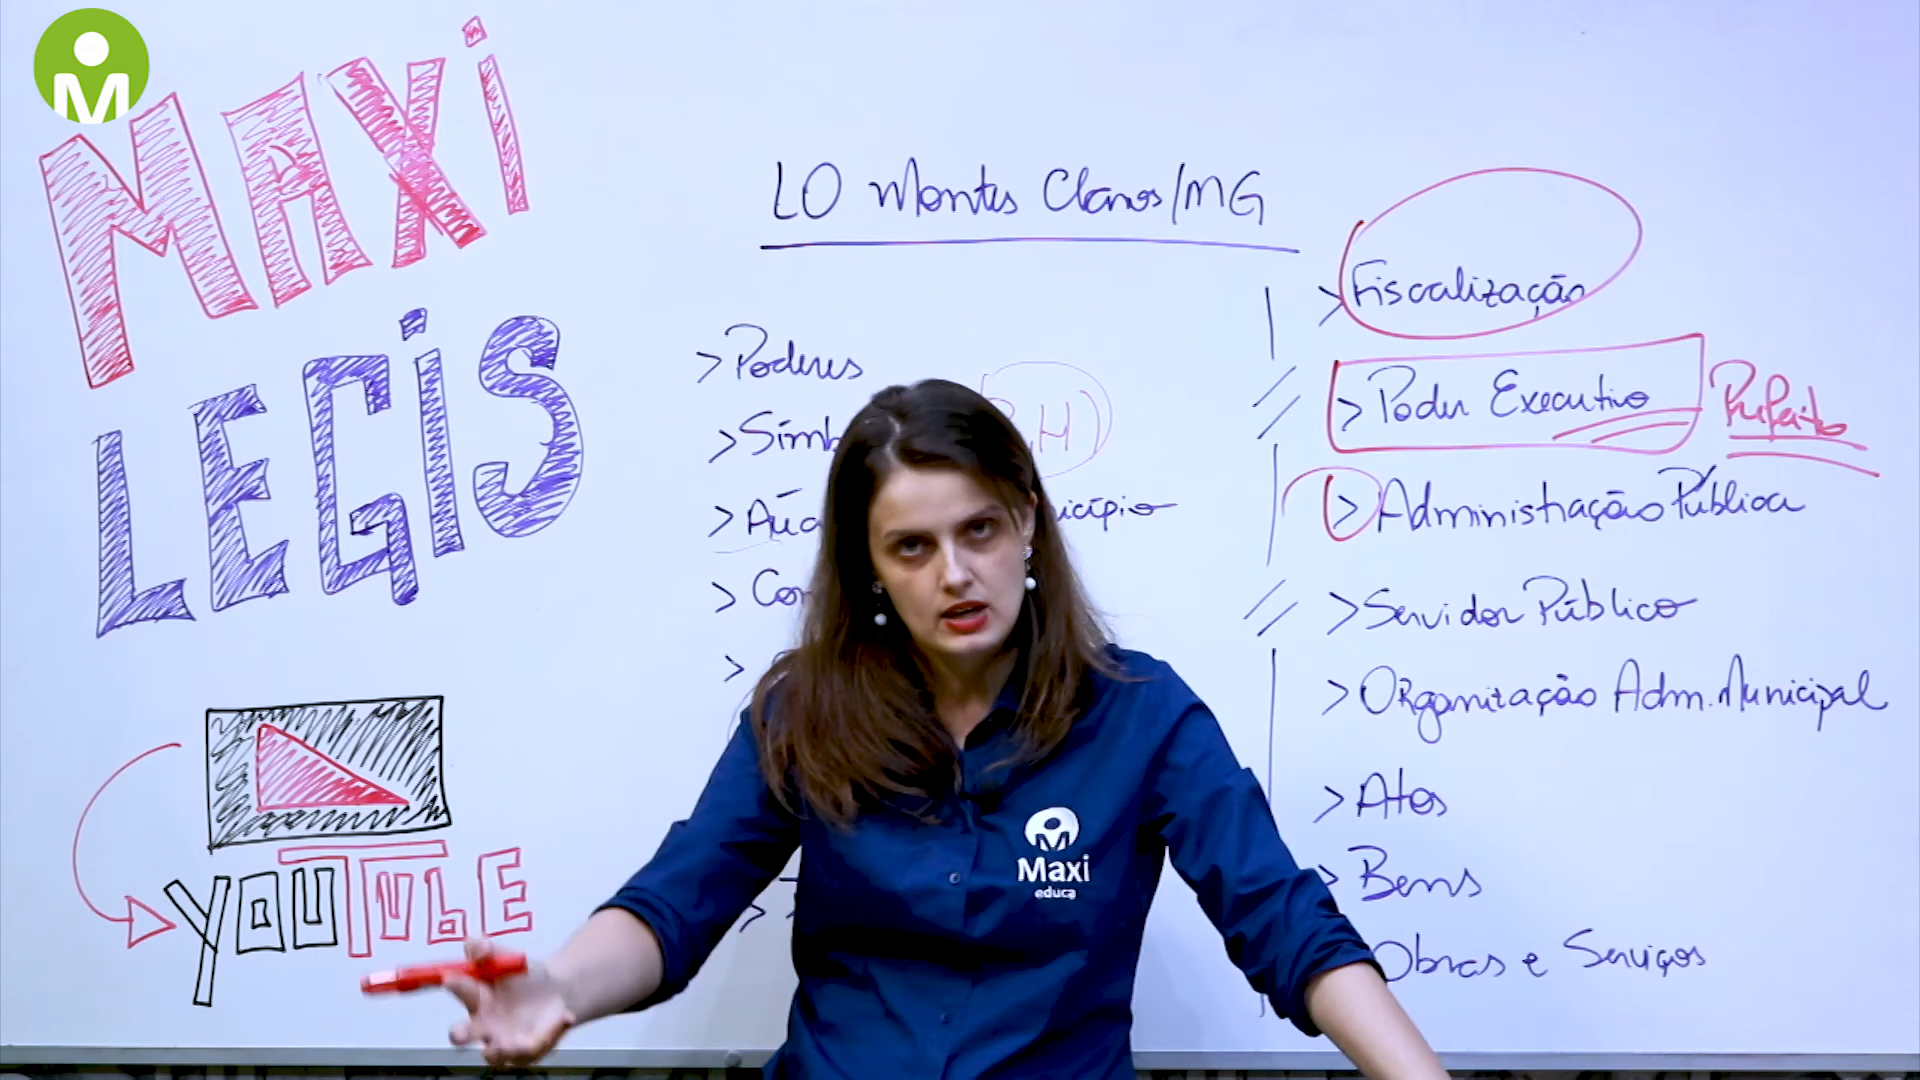 M
MAXI
LEGIS
YOUTUBE
LO Montes Claros/MG
> Poderes
> Símb
>
>
>
>
> Fiscalização
> Poder Executivo Prefeito
> Administração Pública
> Servidor Público
> Organização Adm. Municipal
> Atos
> Bens
Obras e Serviços
M
Maxi
educa